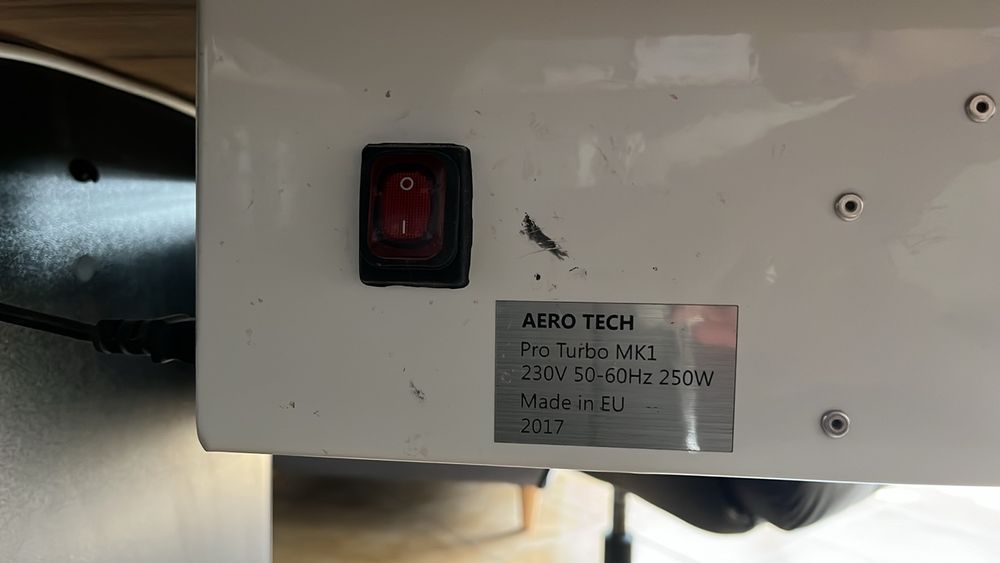 AERO TECH
Pro Turbo MK1
230V 50-60Hz 250W
Made in EU
2017